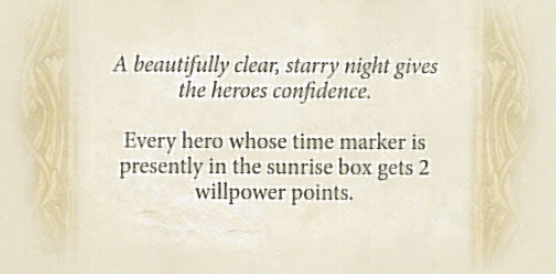 A beautifully clear, starry night gives
the heroes confidence.
Every hero whose time marker is
presently in the sunrise box gets 2
willpower points.